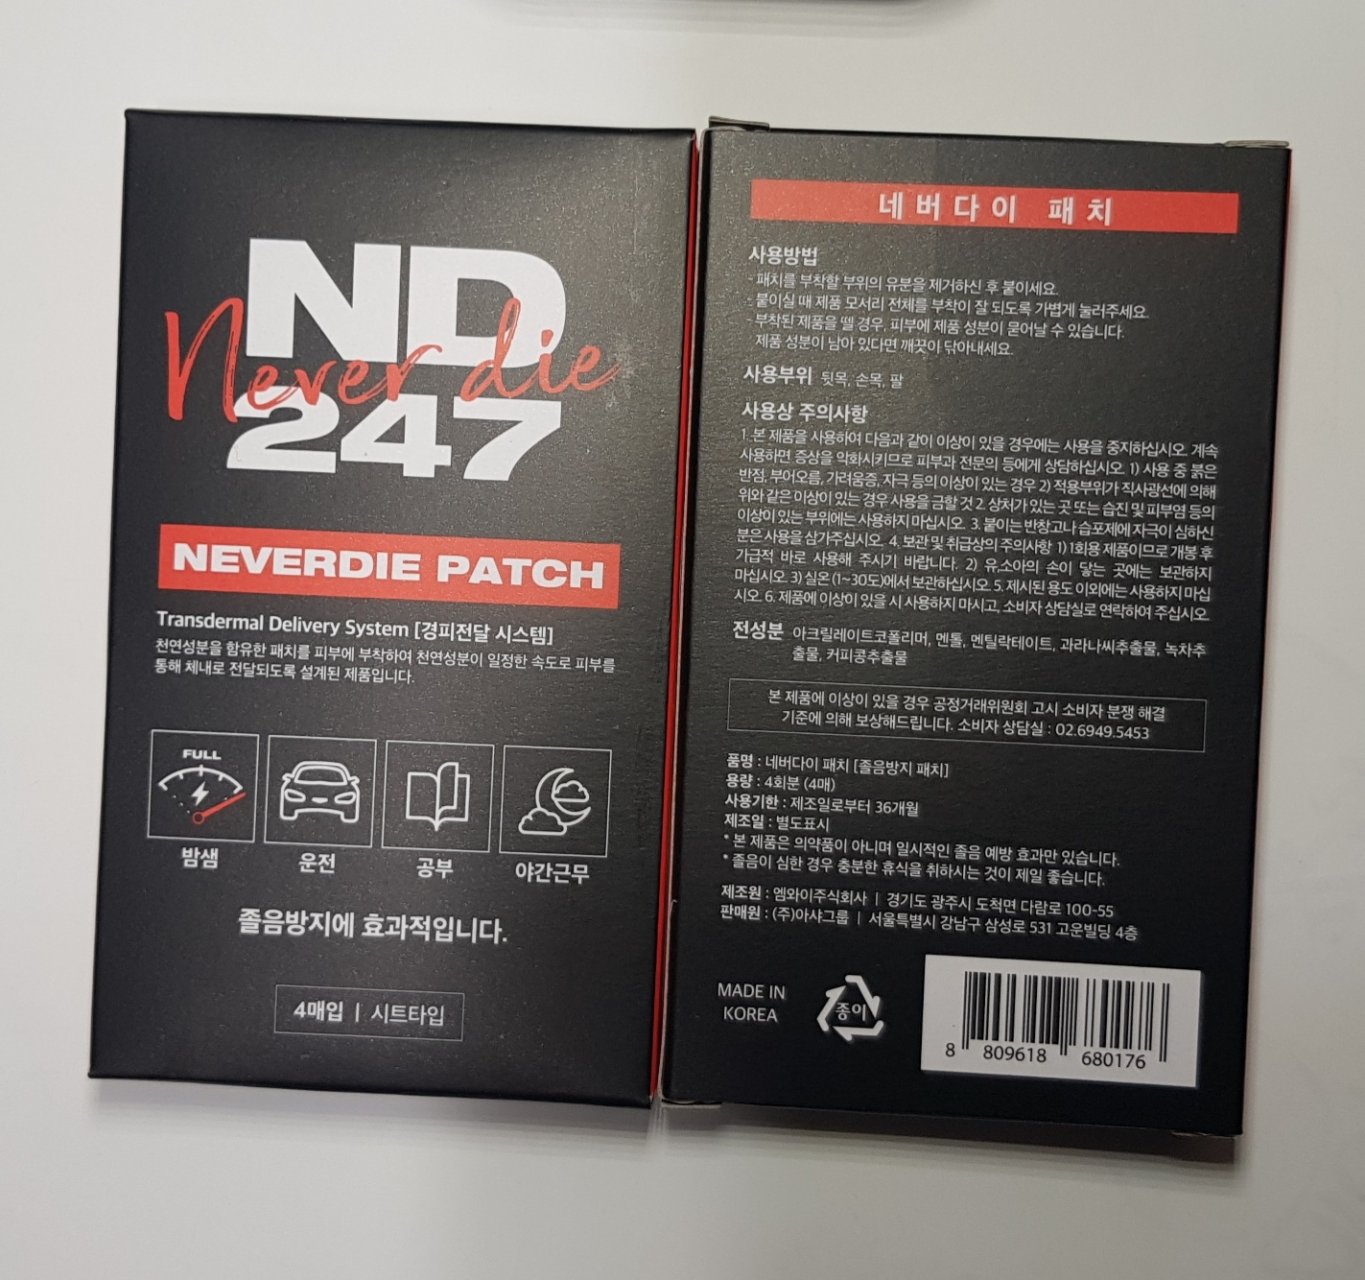 ND
Never die
247
NEVERDIE PATCH
Transdermal Delivery System [경피전달 시스템]
천연성분을 함유한 패치를 피부에 부착하여 천연성분이 일정한 속도로 피부를
통해 체내로 전달되도록 설계된 제품입니다.
FULL
밤샘 운전 공부 야간근무
졸음방지에 효과적입니다.
4매입 | 시트타입
네버다이 패치
사용방법
- 패치를 부착할 부위의 유분을 제거하신 후 붙이세요.
- 붙이실 때 제품 모서리 전체를 부착이 잘 되도록 가볍게 눌러주세요.
- 부착된 제품을 뗄 경우, 피부에 제품 성분이 묻어날 수 있습니다.
제품 성분이 남아 있다면 깨끗이 닦아내세요.
사용부위 뒷목, 손목, 팔
사용상 주의사항
1. 본 제품을 사용하여 다음과 같이 이상이 있을 경우에는 사용을 중지하십시오. 계속
사용하면 증상을 악화시키므로 피부과 전문의 등에게 상담하십시오. 1) 사용 중 붉은
반점, 부어오름, 가려움증, 자극 등의 이상이 있는 경우 2) 적용부위가 직사광선에 의해
위와 같은 이상이 있는 경우 사용을 금할 것 2. 상처가 있는 곳 또는 습진 및 피부염 등의
이상이 있는 부위에는 사용하지 마십시오. 3. 붙이는 반창고나 습포제에 자극이 심하신
분은 사용을 삼가주십시오. 4. 보관 및 취급상의 주의사항 1) 1회용 제품이므로 개봉 후
가급적 바로 사용해 주시기 바랍니다. 2) 유.소아의 손이 닿는 곳에는 보관하지
마십시오. 3) 실온 (1~30도)에서 보관하십시오. 5. 제시된 용도 이외에는 사용하지 마십
시오. 6. 제품에 이상이 있을 시 사용하지 마시고, 소비자 상담실로 연락하여 주십시오.
전성분 아크릴레이트코폴리머, 멘톨, 멘틸락테이트, 과라나씨추출물, 녹차추
출물, 커피콩추출물
본 제품에 이상이 있을 경우 공정거래위원회 고시 소비자 분쟁 해결
기준에 의해 보상해드립니다. 소비자 상담실 : 02.6949.5453
품명 : 네버다이 패치 [졸음방지 패치]
용량 : 4회분 (4매)
사용기한 : 제조일로부터 36개월
제조일 : 별도표시
* 본 제품은 의약품이 아니며 일시적인 졸음 예방 효과만 있습니다.
* 졸음이 심한 경우 충분한 휴식을 취하시는 것이 제일 좋습니다.
제조원 : 엠와이주식회사 | 경기도 광주시 도척면 다람로 100-55
판매원 : (주)아샤그룹 | 서울특별시 강남구 삼성로 531 고운빌딩 4층
MADE IN
KOREA
종이
8 809618 680176